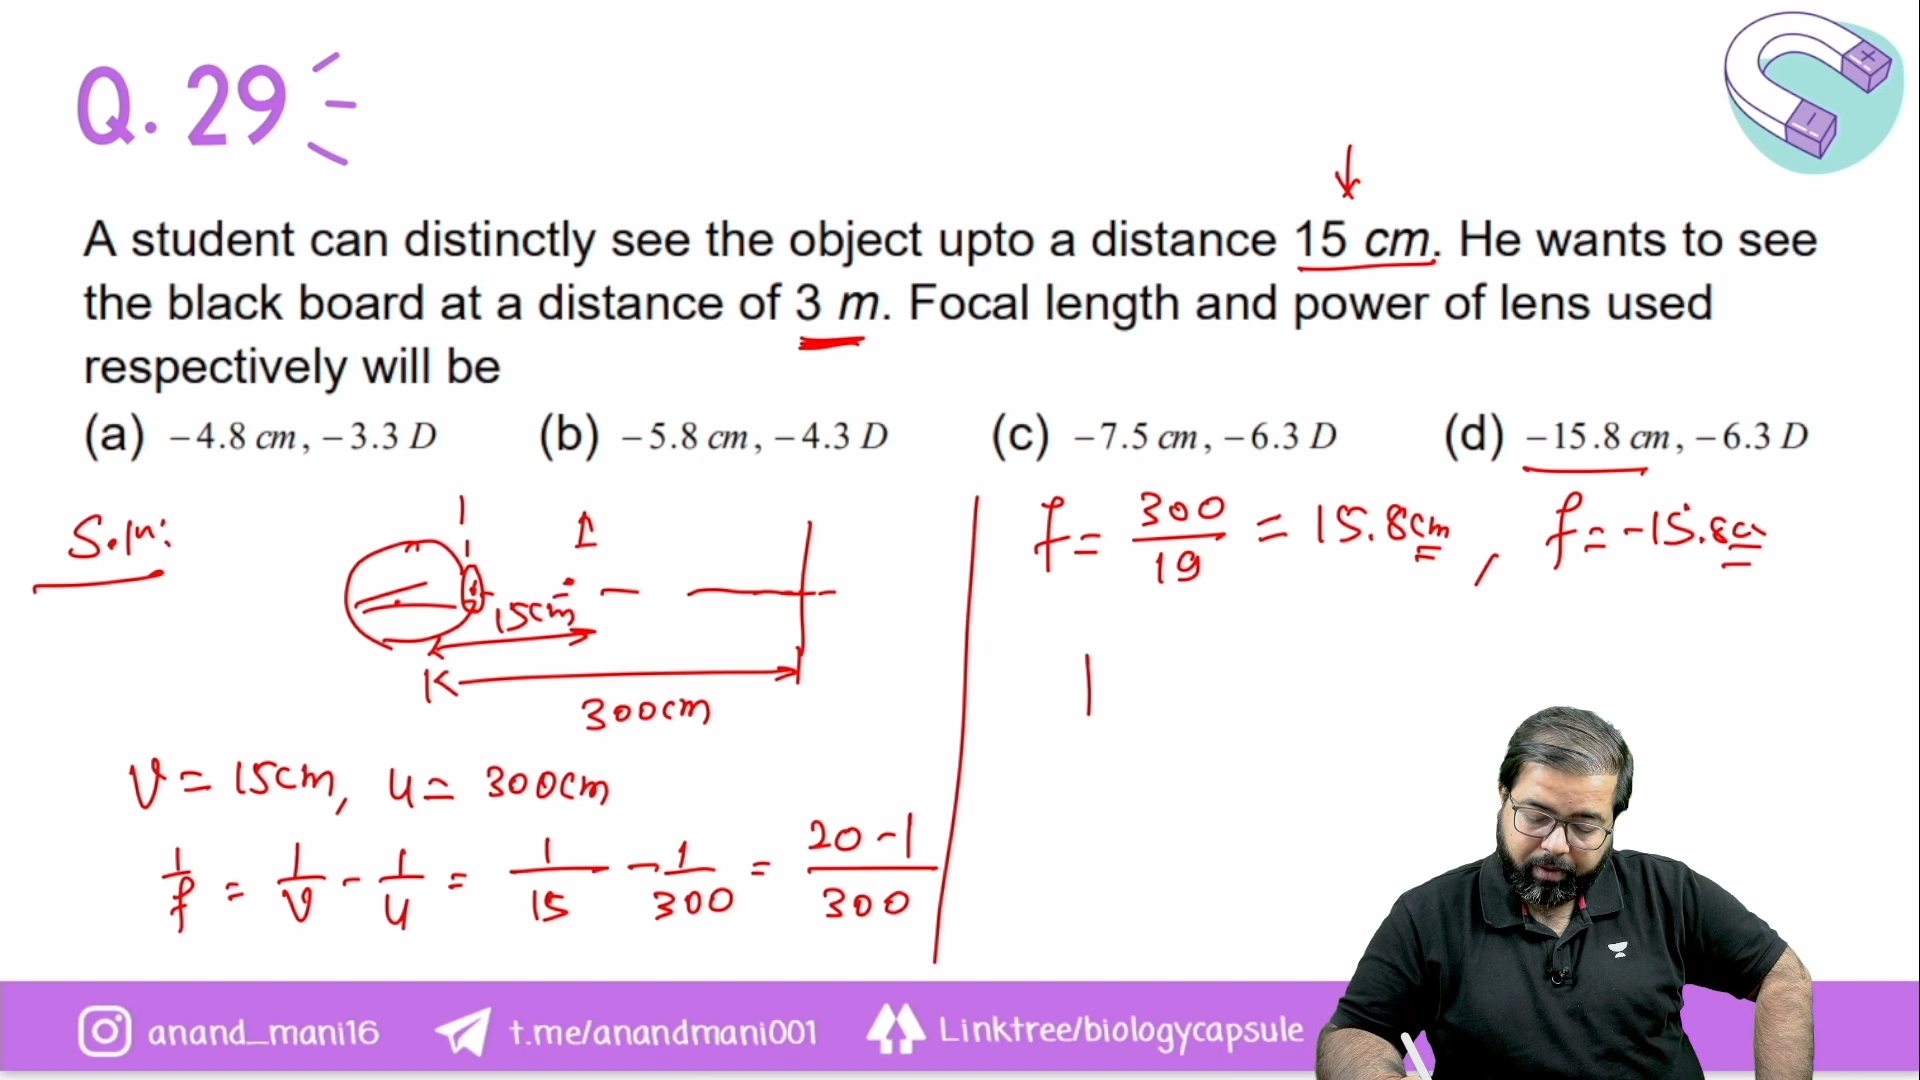 Q. 29
A student can distinctly see the object upto a distance 15 cm. He wants to see
the black board at a distance of 3 m. Focal length and power of lens used
respectively will be
(a) −4.8 cm, −3.3 D (b) −5.8 cm, −4.3 D (c) −7.5 cm, −6.3 D (d) −15.8 cm, −6.3 D
Soln:
I
15cm
300cm
v = 15cm, u = 300cm
1/f = 1/v - 1/u = 1/15 - 1/300 = 20-1/300
f = 300/19 = 15.8cm, f = -15.8cm
anand_mani16 t.me/anandmani001 Linktree/biologycapsule